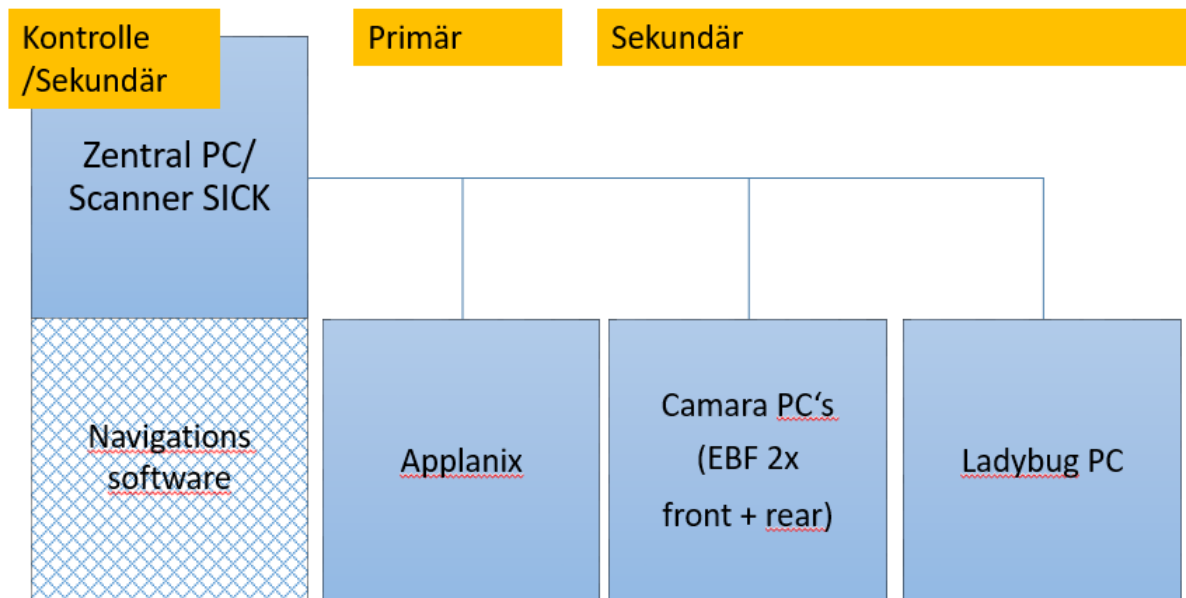 Kontrolle
/Sekundär
Primär
Sekundär
Zentral PC/
Scanner SICK
Navigations
software
Applanix
Camara PC‘s
(EBF 2x
front + rear)
Ladybug PC